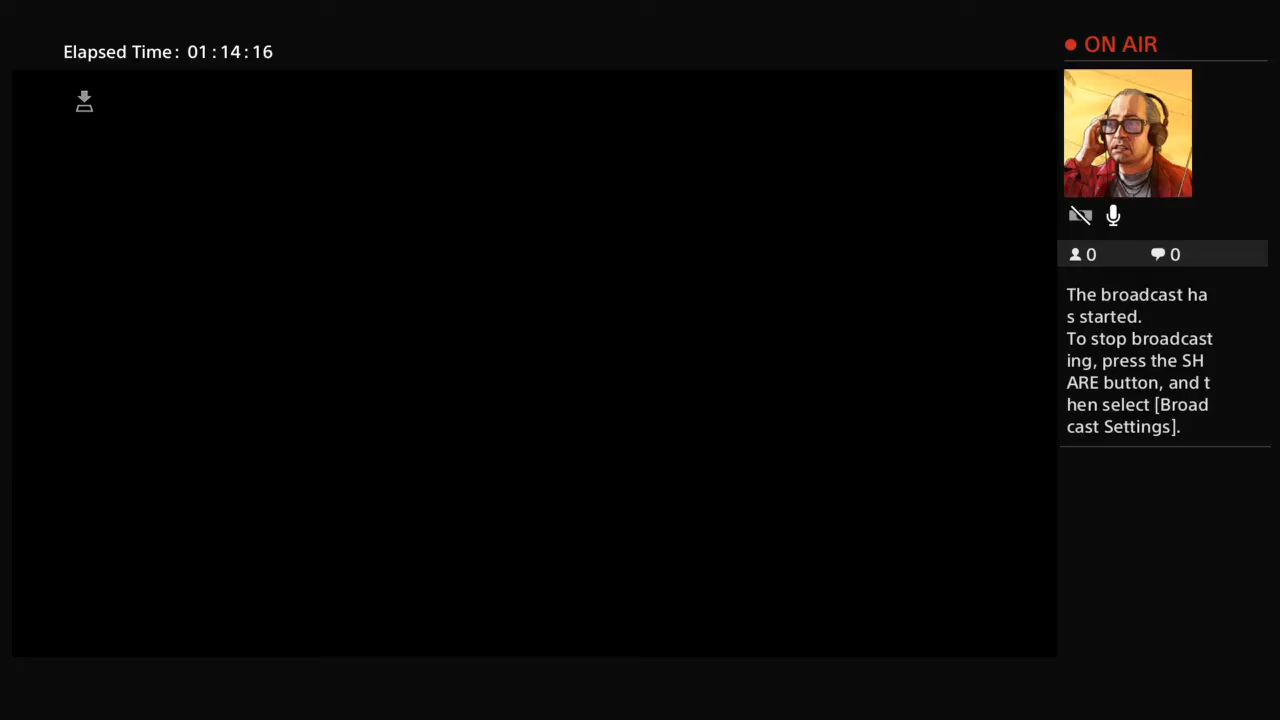 Elapsed Time: 01:14:16
ON AIR
0 0
The broadcast ha
s started.
To stop broadcast
ing, press the SH
ARE button, and t
hen select [Broad
cast Settings].